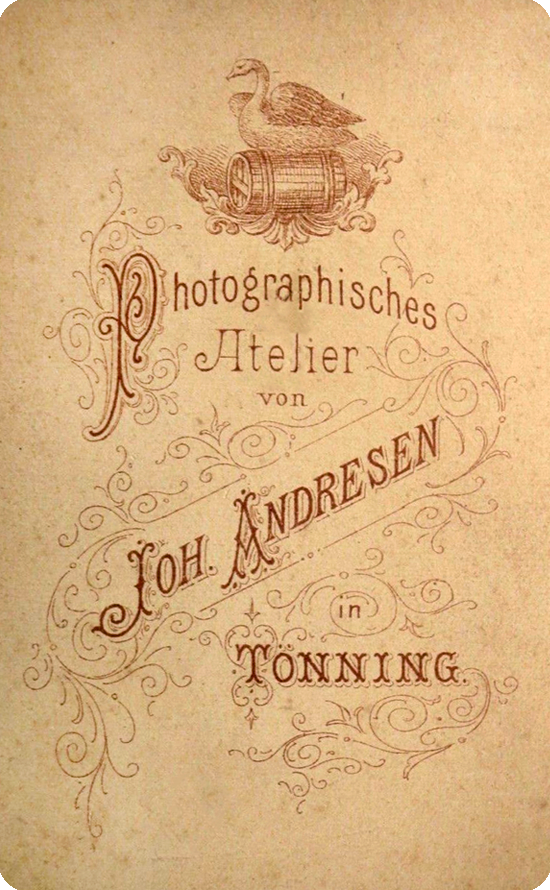 Photographisches
Atelier
von
JOH. ANDRESEN
in
TÖNNING.